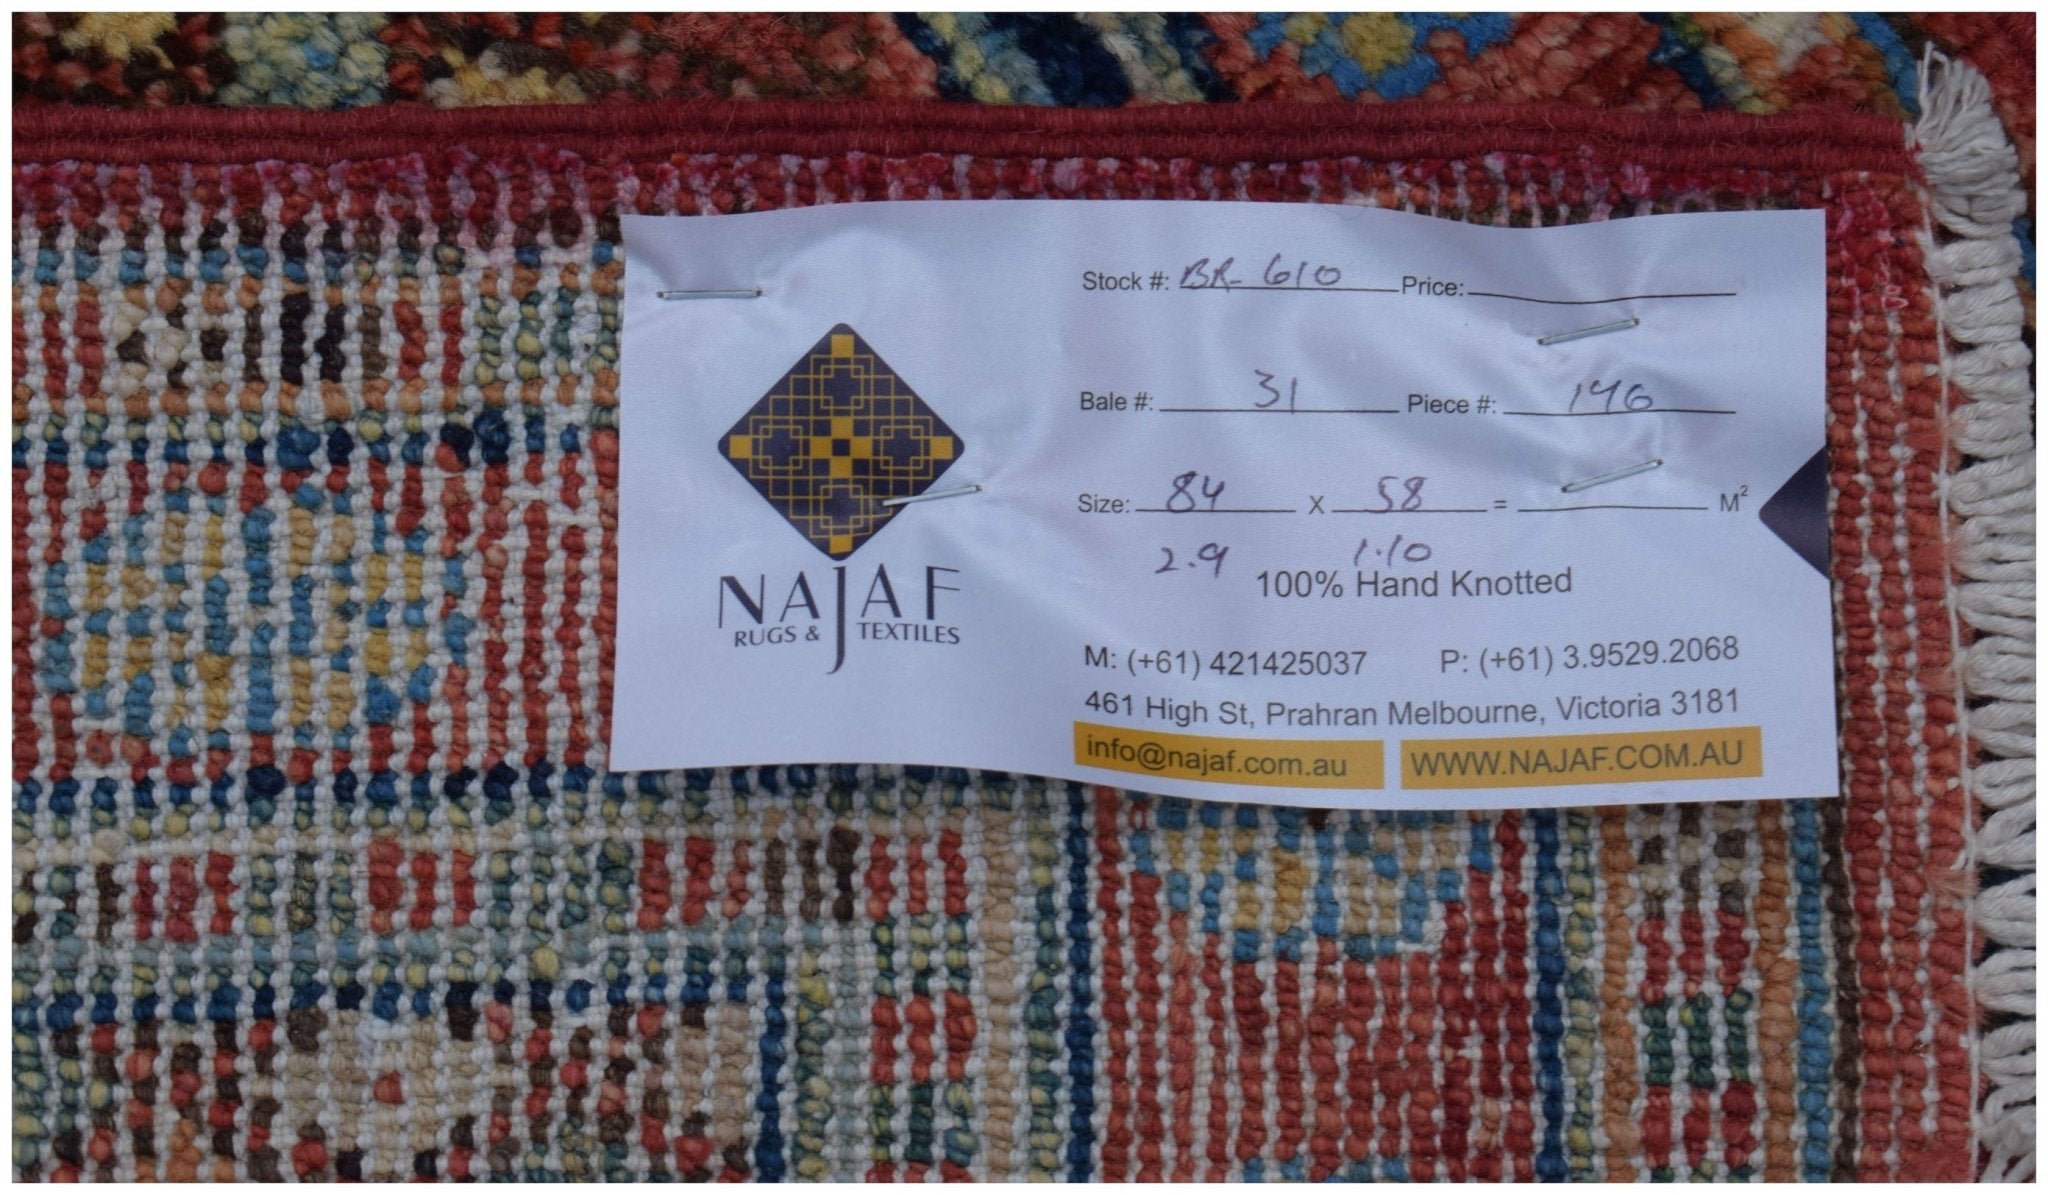 NAJAF
RUGS & TEXTILES
Stock #: BR-610 Price:
Bale #: 31 Piece #: 146
Size: 84 X 58 = M²
2.9 1.10
100% Hand Knotted
M: (+61) 421425037 P: (+61) 3.9529.2068
461 High St, Prahran Melbourne, Victoria 3181
info@najaf.com.au WWW.NAJAF.COM.AU